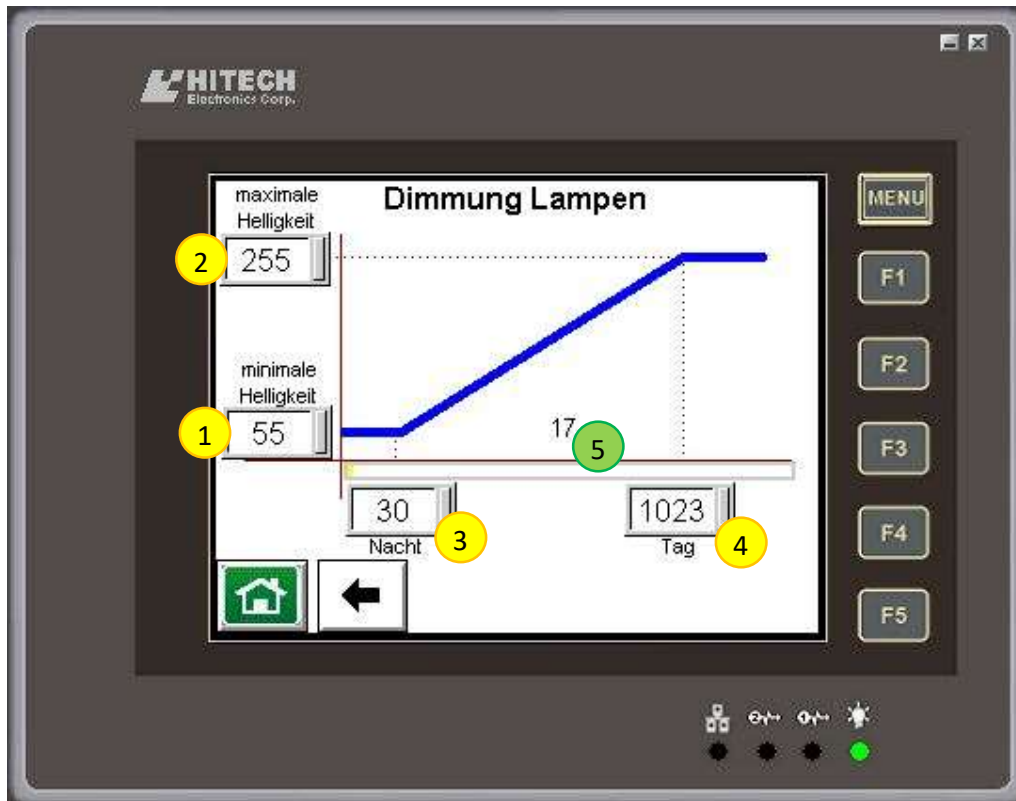 HITECH
Electronics Corp.
MENU
maximale
Helligkeit
Dimmung Lampen
2
255
F1
minimale
Helligkeit
F2
1
55
17
5
F3
30
3
1023
4
Nacht
Tag
F4
F5